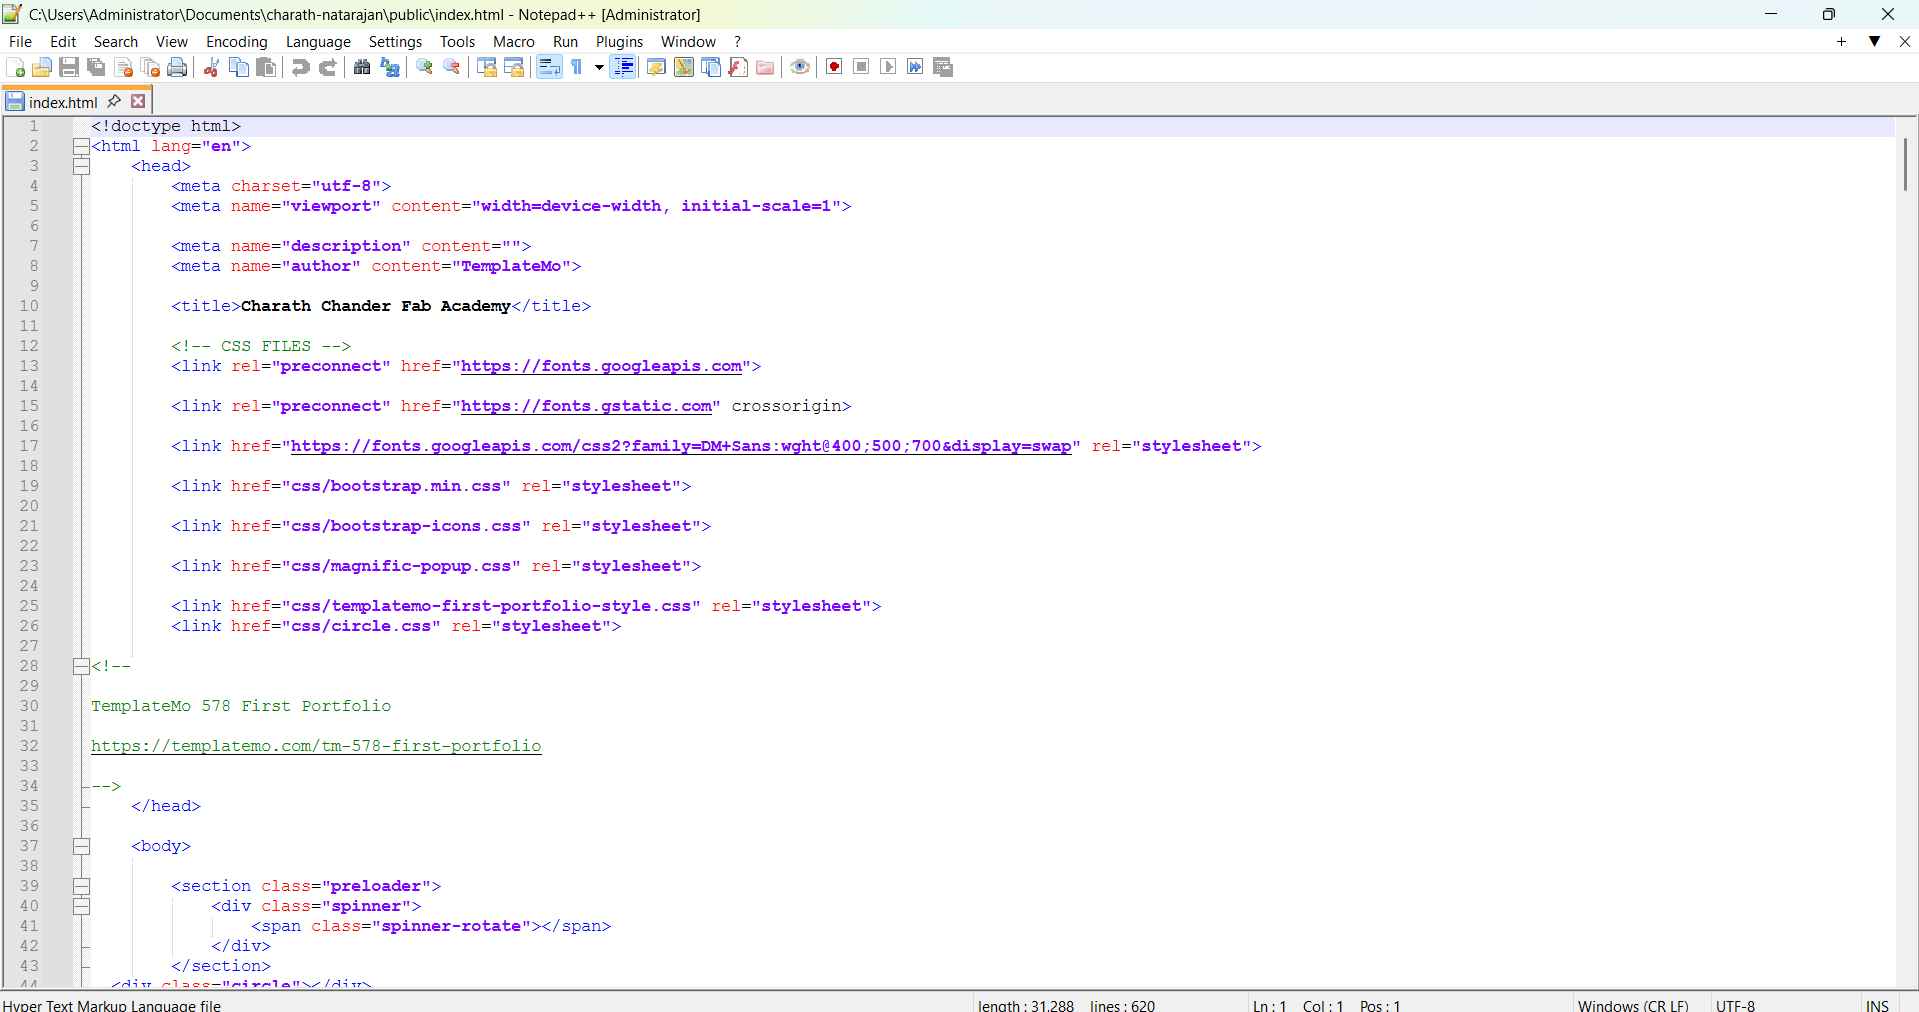 C:\Users\Administrator\Documents\charath-natarajan\public\index.html - Notepad++ [Administrator]
File Edit Search View Encoding Language Settings Tools Macro Run Plugins Window ?
index.html
1 <!doctype html>
2 <html lang="en">
3 <head>
4 <meta charset="utf-8">
5 <meta name="viewport" content="width=device-width, initial-scale=1">
6
7 <meta name="description" content="">
8 <meta name="author" content="TemplateMo">
9
10 <title>Charath Chander Fab Academy</title>
11
12 <!-- CSS FILES -->
13 <link rel="preconnect" href="https://fonts.googleapis.com">
14
15 <link rel="preconnect" href="https://fonts.gstatic.com" crossorigin>
16
17 <link href="https://fonts.googleapis.com/css2?family=DM+Sans:wght@400;500;700&display=swap" rel="stylesheet">
18
19 <link href="css/bootstrap.min.css" rel="stylesheet">
20
21 <link href="css/bootstrap-icons.css" rel="stylesheet">
22
23 <link href="css/magnific-popup.css" rel="stylesheet">
24
25 <link href="css/templatemo-first-portfolio-style.css" rel="stylesheet">
26 <link href="css/circle.css" rel="stylesheet">
27
28 <!--
29
30 TemplateMo 578 First Portfolio
31
32 https://templatemo.com/tm-578-first-portfolio
33
34 -->
35 </head>
36
37 <body>
38
39 <section class="preloader">
40 <div class="spinner">
41 <span class="spinner-rotate"></span>
42 </div>
43 </section>
44 <div class="circle"></div>
Hyper Text Markup Language file length : 31,288 lines : 620 Ln : 1 Col : 1 Pos : 1 Windows (CR LF) UTF-8 INS